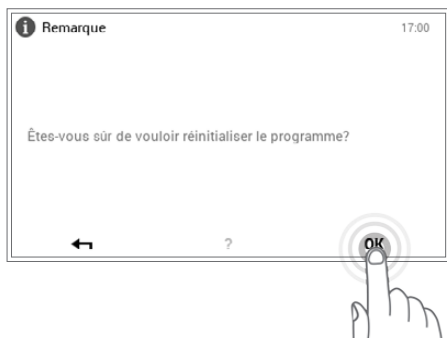 Remarque
17:00
Êtes-vous sûr de vouloir réinitialiser le programme?
?
OK